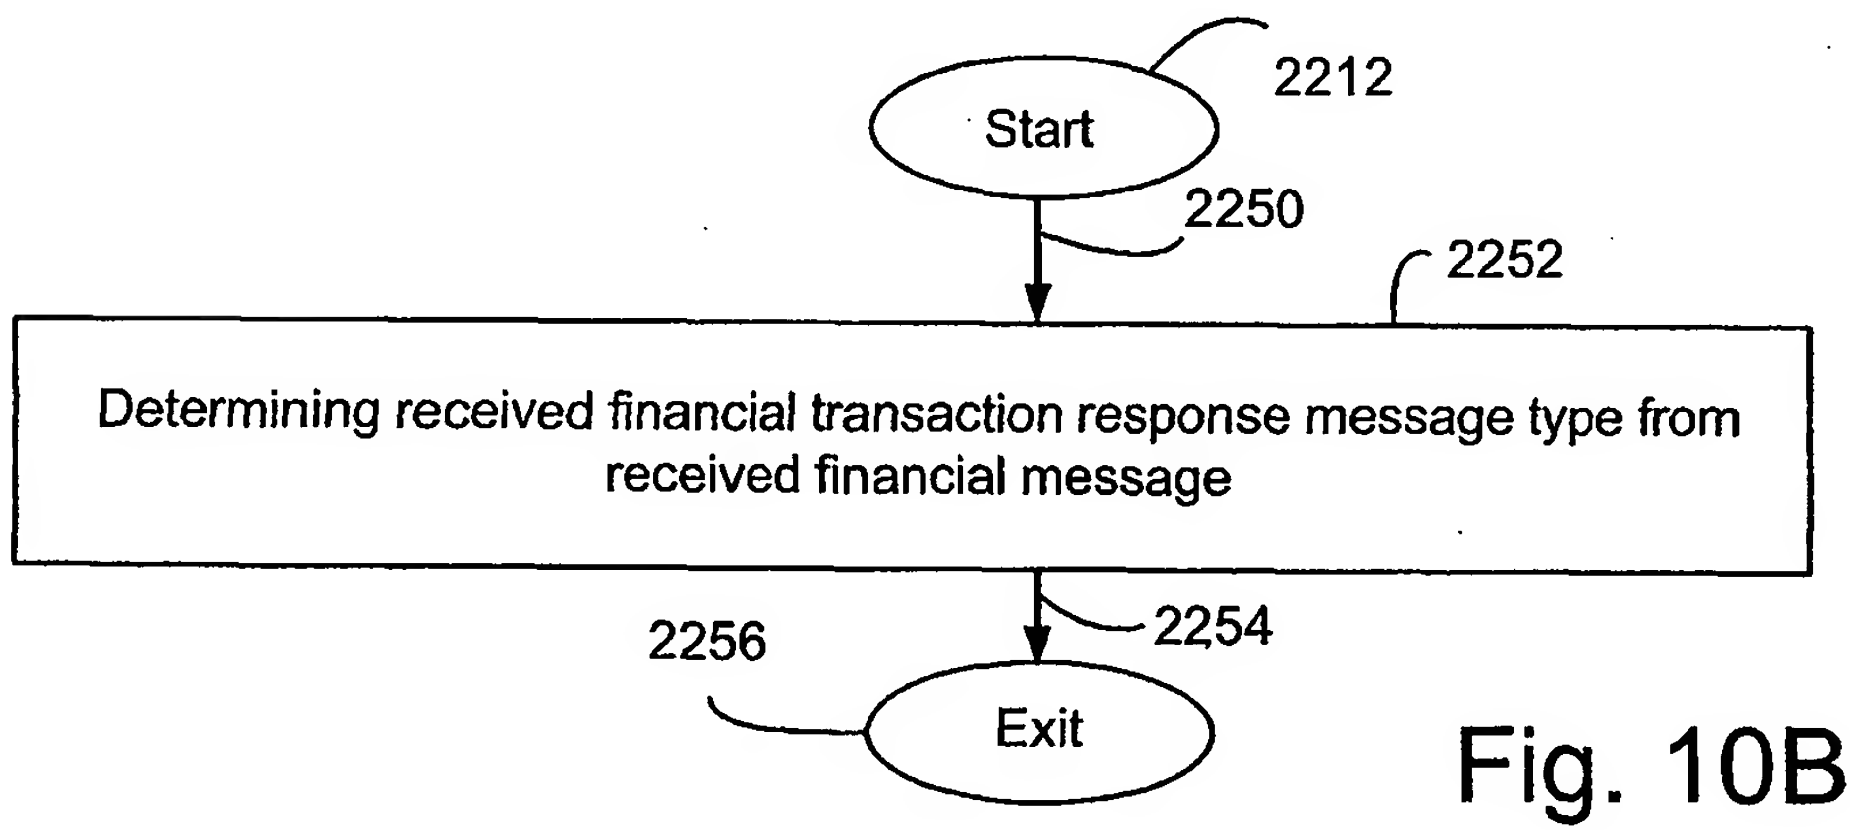 2212
Start
2250
2252
Determining received financial transaction response message type from
received financial message
2254
2256
Exit
Fig. 10B